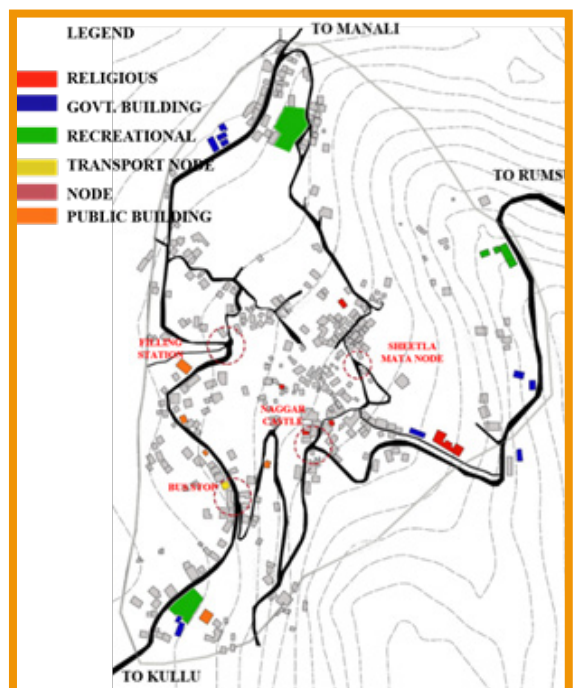 LEGEND
TO MANALI
RELIGIOUS
GOVT. BUILDING
RECREATIONAL
TRANSPORT NODE
NODE
PUBLIC BUILDING
TO RUMSU
FILLING
STATION
SHEETLA
MATA NODE
NAGGAR
CASTLE
BUS STOP
TO KULLU